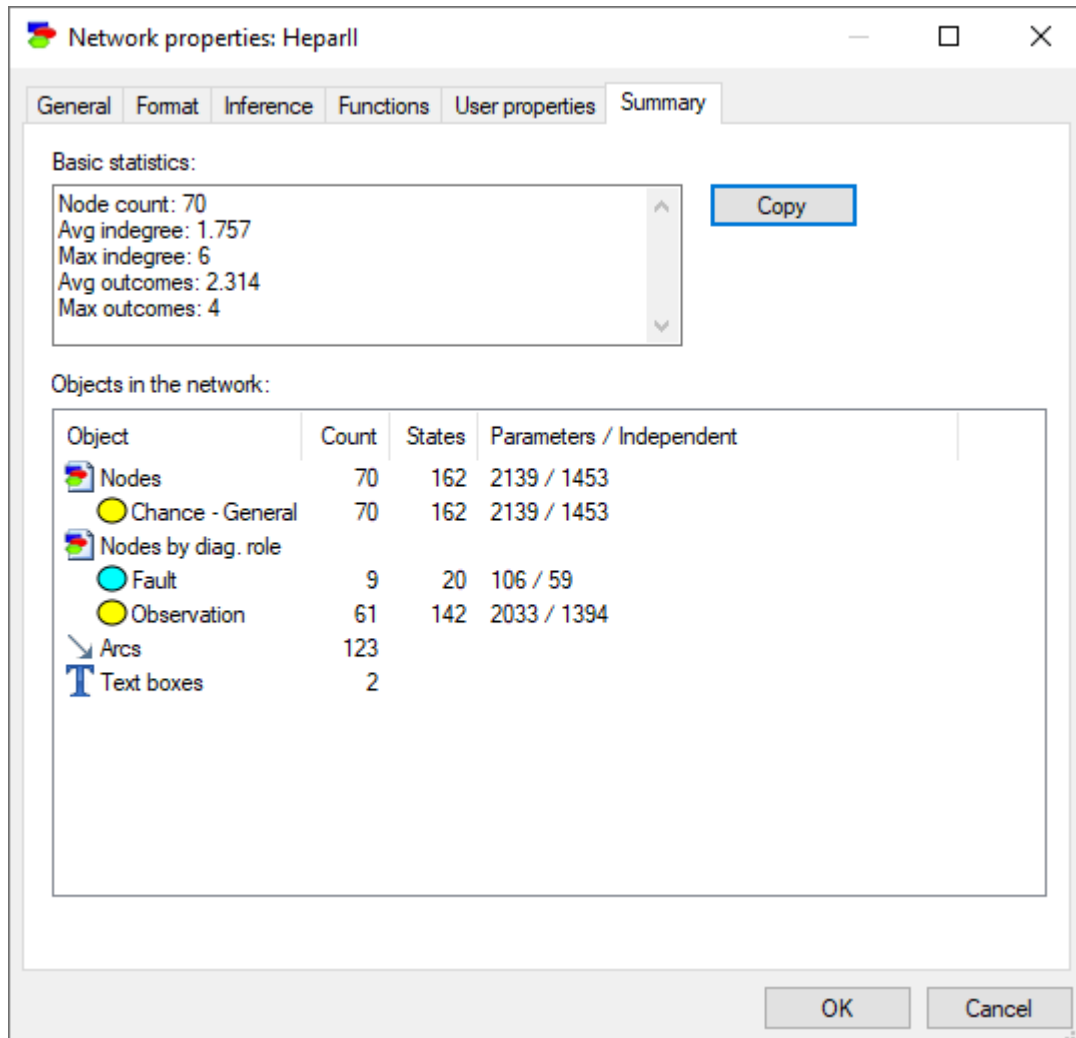 Network properties: HeparII
General Format Inference Functions User properties Summary
Basic statistics:
Node count: 70
Avg indegree: 1.757
Max indegree: 6
Avg outcomes: 2.314
Max outcomes: 4
Copy
Objects in the network:
Object Count States Parameters / Independent
Nodes 70 162 2139 / 1453
Chance - General 70 162 2139 / 1453
Nodes by diag. role
Fault 9 20 106 / 59
Observation 61 142 2033 / 1394
Arcs 123
Text boxes 2
OK Cancel